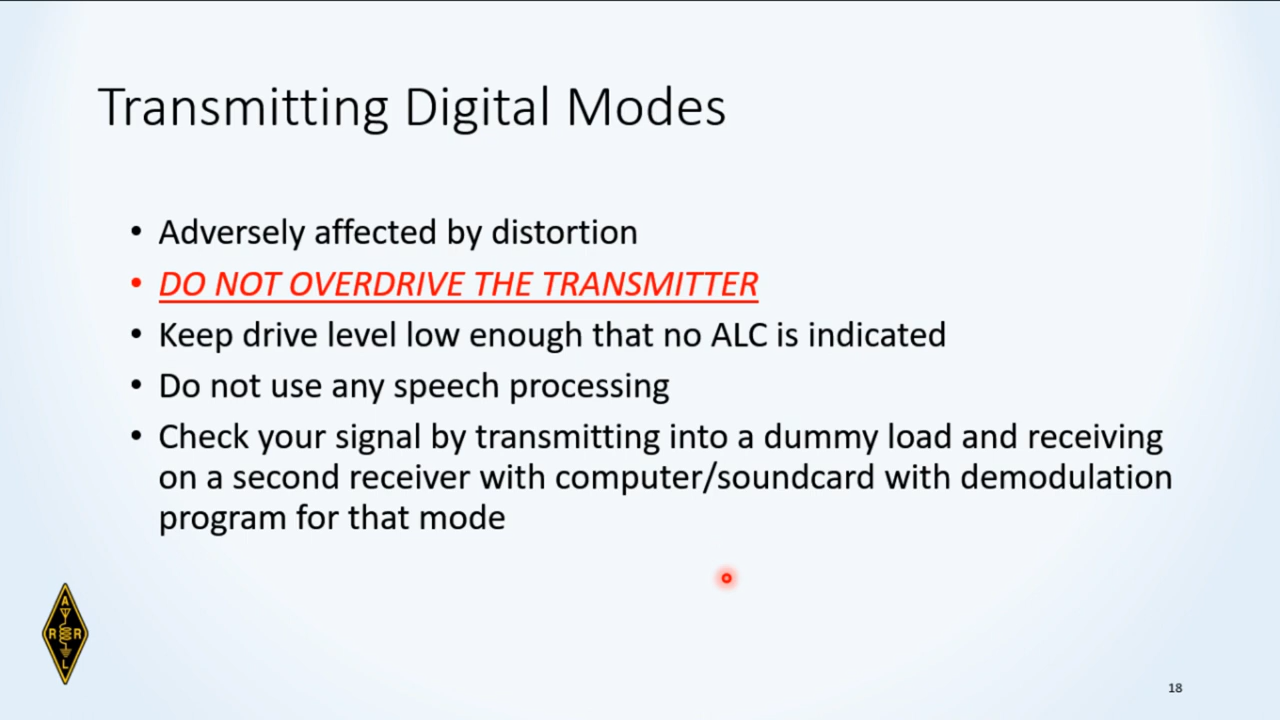 Transmitting Digital Modes
• Adversely affected by distortion
• DO NOT OVERDRIVE THE TRANSMITTER
• Keep drive level low enough that no ALC is indicated
• Do not use any speech processing
• Check your signal by transmitting into a dummy load and receiving
on a second receiver with computer/soundcard with demodulation
program for that mode
A
R R
L
18